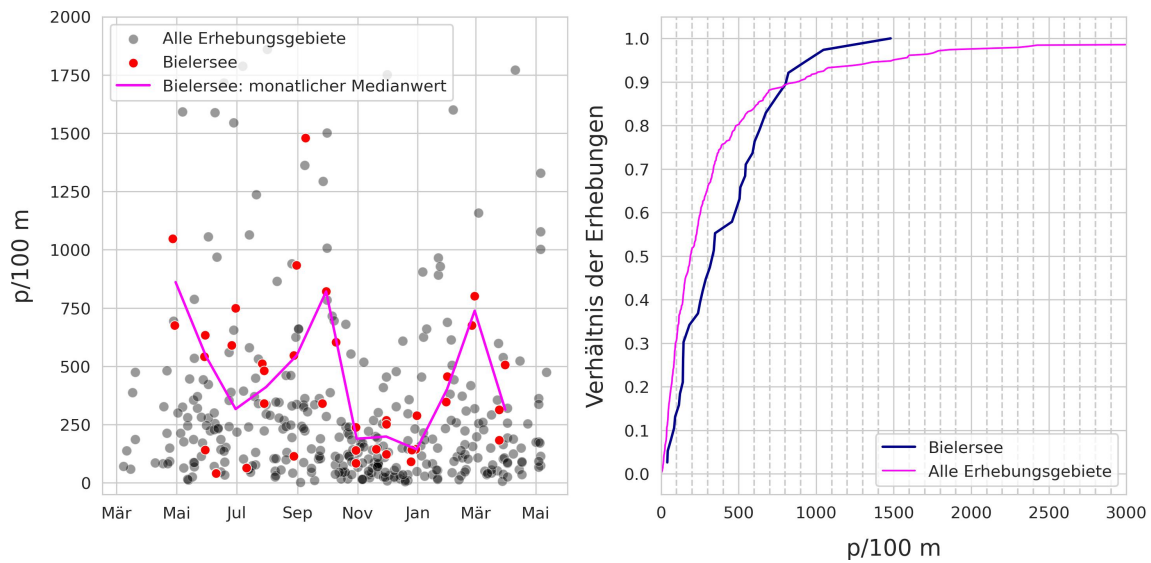 2000
1750
1500
1250
1000
750
500
250
0
p/100 m
Alle Erhebungsgebiete
Bielersee
Bielersee: monatlicher Medianwert
Mär Mai Jul Sep Nov Jan Mär Mai
1.0
0.9
0.8
0.7
0.6
0.5
0.4
0.3
0.2
0.1
0.0
Verhältnis der Erhebungen
Bielersee
Alle Erhebungsgebiete
0 500 1000 1500 2000 2500 3000
p/100 m